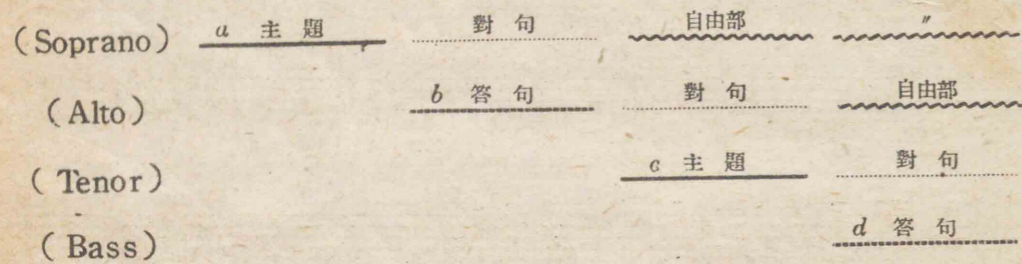 (Soprano) a 主題 對句 自由部 〃
(Alto) b 答句 對句 自由部
(Tenor) c 主題 對句
(Bass) d 答句